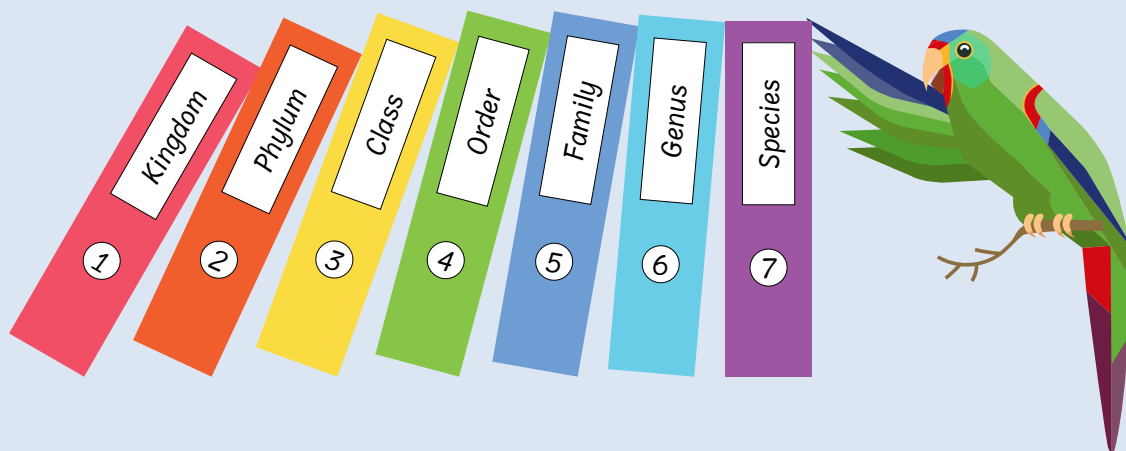 Kingdom
1
Phylum
2
Class
3
Order
4
Family
5
Genus
6
Species
7